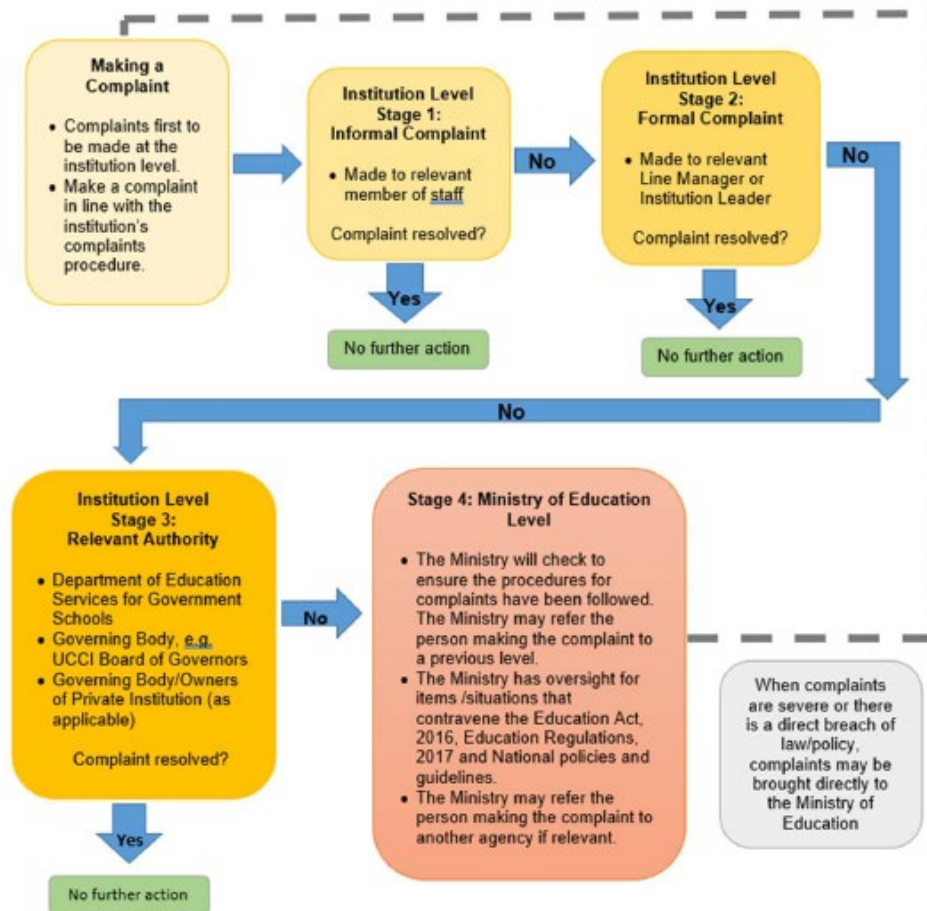 Making a
Complaint
• Complaints first to
be made at the
institution level.
• Make a complaint
in line with the
institution's
complaints
procedure.
Institution Level
Stage 1:
Informal Complaint
• Made to relevant
member of staff
Complaint resolved?
No
Yes
No further action
Institution Level
Stage 2:
Formal Complaint
• Made to relevant
Line Manager or
Institution Leader
Complaint resolved?
No
Yes
No further action
No
Institution Level
Stage 3:
Relevant Authority
• Department of Education
Services for Government
Schools
• Governing Body, e.g.
UCCI Board of Governors
• Governing Body/Owners
of Private Institution (as
applicable)
Complaint resolved?
No
Yes
No further action
Stage 4: Ministry of Education
Level
• The Ministry will check to
ensure the procedures for
complaints have been followed.
The Ministry may refer the
person making the complaint to
a previous level.
• The Ministry has oversight for
items /situations that
contravene the Education Act,
2016, Education Regulations,
2017 and National policies and
guidelines.
• The Ministry may refer the
person making the complaint to
another agency if relevant.
When complaints
are severe or there
is a direct breach of
law/policy,
complaints may be
brought directly to
the Ministry of
Education